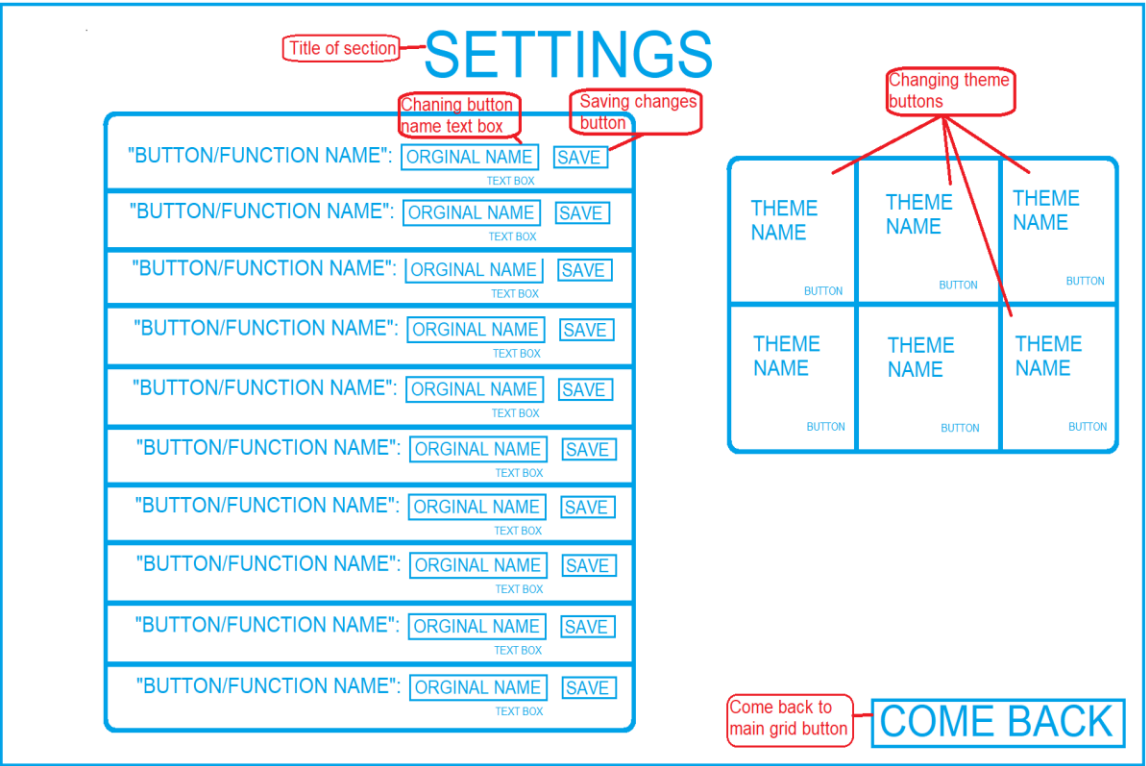 Title of section
SETTINGS
Chaning button
name text box
Saving changes
button
Changing theme
buttons
"BUTTON/FUNCTION NAME": ORGINAL NAME SAVE
TEXT BOX
"BUTTON/FUNCTION NAME": ORGINAL NAME SAVE
TEXT BOX
"BUTTON/FUNCTION NAME": ORGINAL NAME SAVE
TEXT BOX
"BUTTON/FUNCTION NAME": ORGINAL NAME SAVE
TEXT BOX
"BUTTON/FUNCTION NAME": ORGINAL NAME SAVE
TEXT BOX
"BUTTON/FUNCTION NAME": ORGINAL NAME SAVE
TEXT BOX
"BUTTON/FUNCTION NAME": ORGINAL NAME SAVE
TEXT BOX
"BUTTON/FUNCTION NAME": ORGINAL NAME SAVE
TEXT BOX
"BUTTON/FUNCTION NAME": ORGINAL NAME SAVE
TEXT BOX
"BUTTON/FUNCTION NAME": ORGINAL NAME SAVE
TEXT BOX
THEME
NAME
BUTTON
THEME
NAME
BUTTON
THEME
NAME
BUTTON
THEME
NAME
BUTTON
THEME
NAME
BUTTON
THEME
NAME
BUTTON
Come back to
main grid button
COME BACK